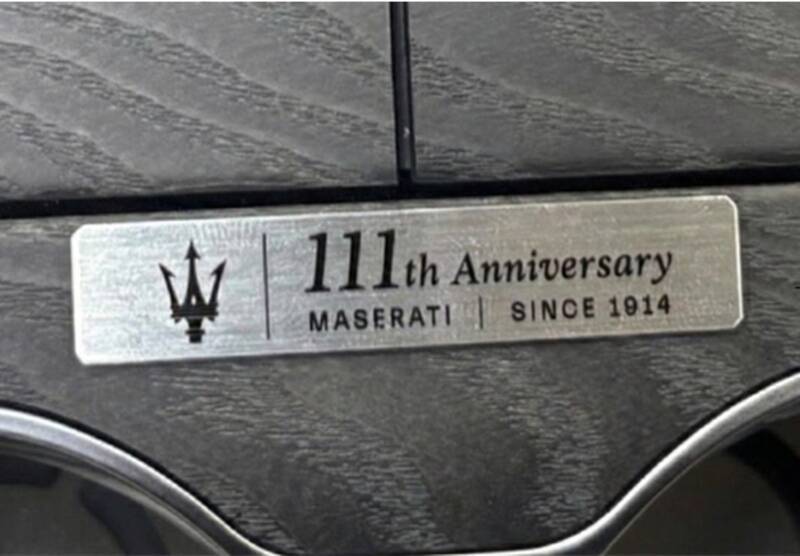 111th Anniversary
MASERATI | SINCE 1914